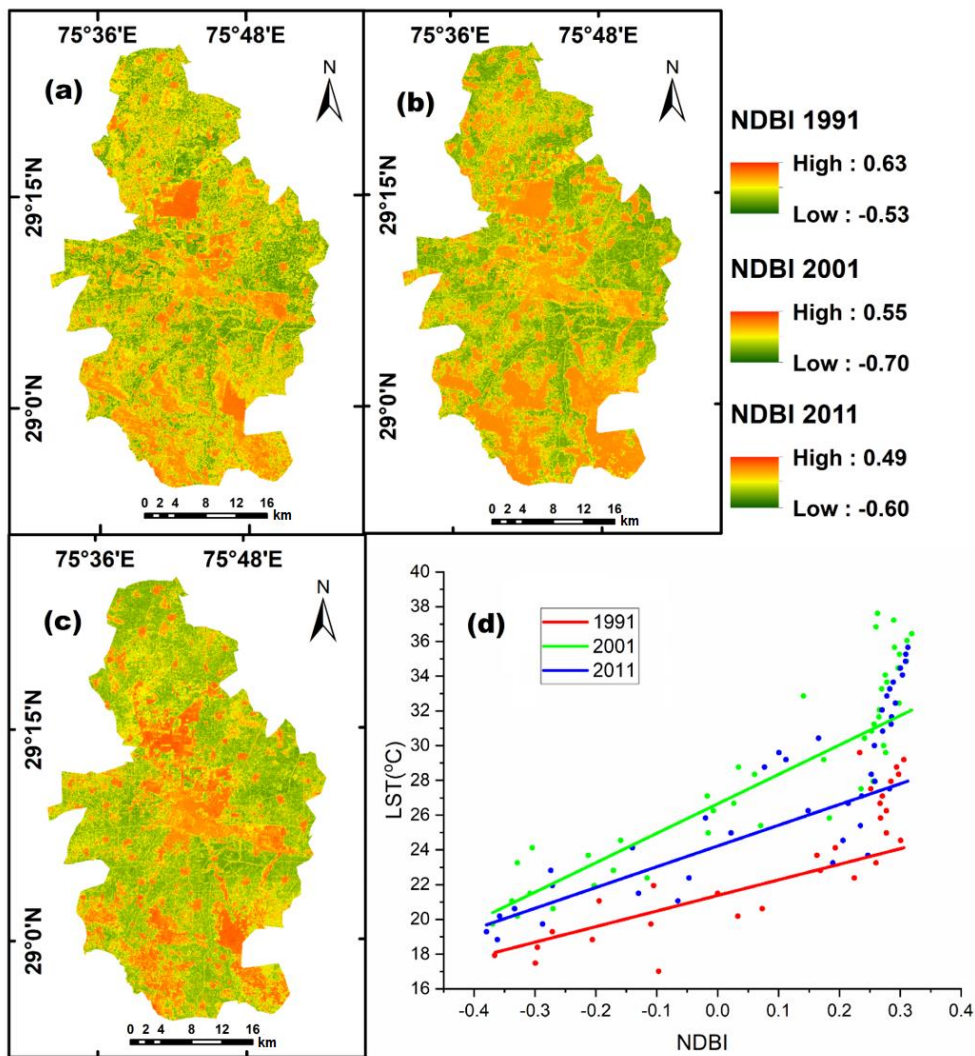 75°36'E 75°48'E
(a)
N
29°15'N
29°0'N
0 2 4 8 12 16
km
75°36'E 75°48'E
(b)
N
0 2 4 8 12 16
km
NDBI 1991
High : 0.63
Low : -0.53
NDBI 2001
High : 0.55
Low : -0.70
NDBI 2011
High : 0.49
Low : -0.60
75°36'E 75°48'E
(c)
N
29°15'N
29°0'N
0 2 4 8 12 16
km
(d)
1991
2001
2011
LST(°C)
40
38
36
34
32
30
28
26
24
22
20
18
16
-0.4 -0.3 -0.2 -0.1 0.0 0.1 0.2 0.3 0.4
NDBI